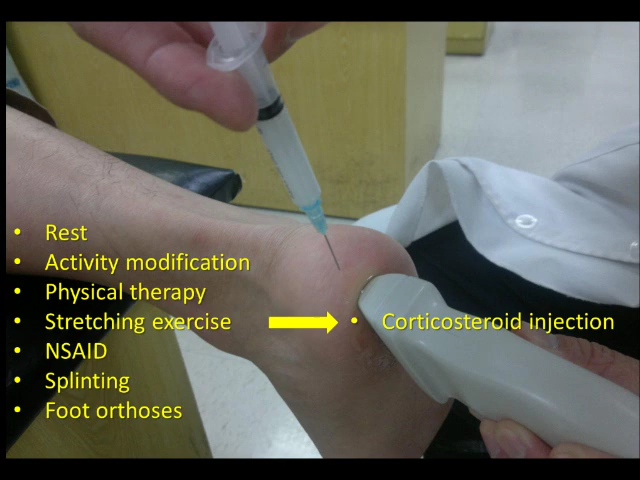 • Rest
• Activity modification
• Physical therapy
• Stretching exercise
• NSAID
• Splinting
• Foot orthoses
• Corticosteroid injection